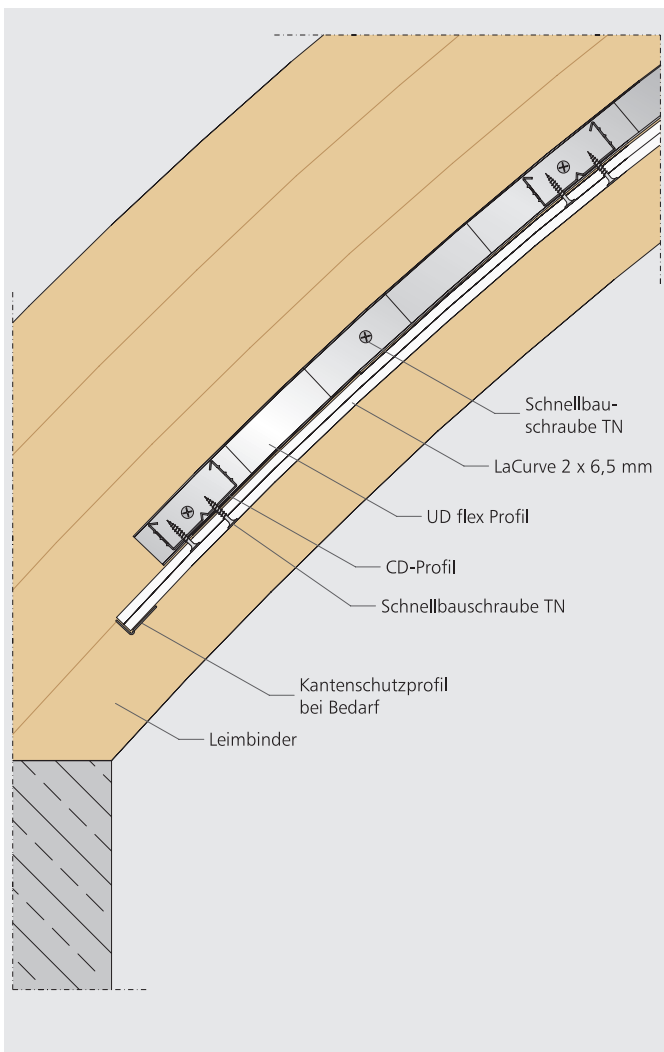 Schnellbau-
schraube TN
LaCurve 2 x 6,5 mm
UD flex Profil
CD-Profil
Schnellbauschraube TN
Kantenschutzprofil
bei Bedarf
Leimbinder